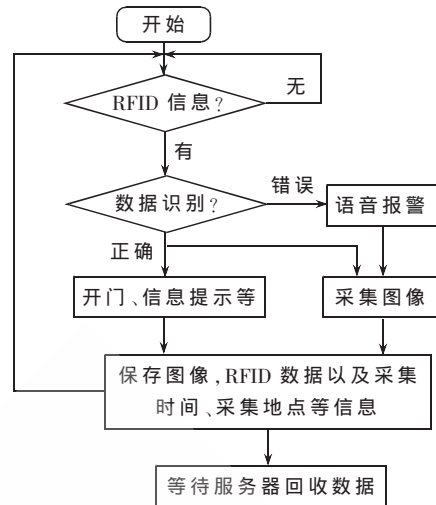 开始
RFID 信息?
无
有
数据识别?
错误
语音报警
正确
开门、信息提示等
采集图像
保存图像,RFID 数据以及采集
时间、采集地点等信息
等待服务器回收数据